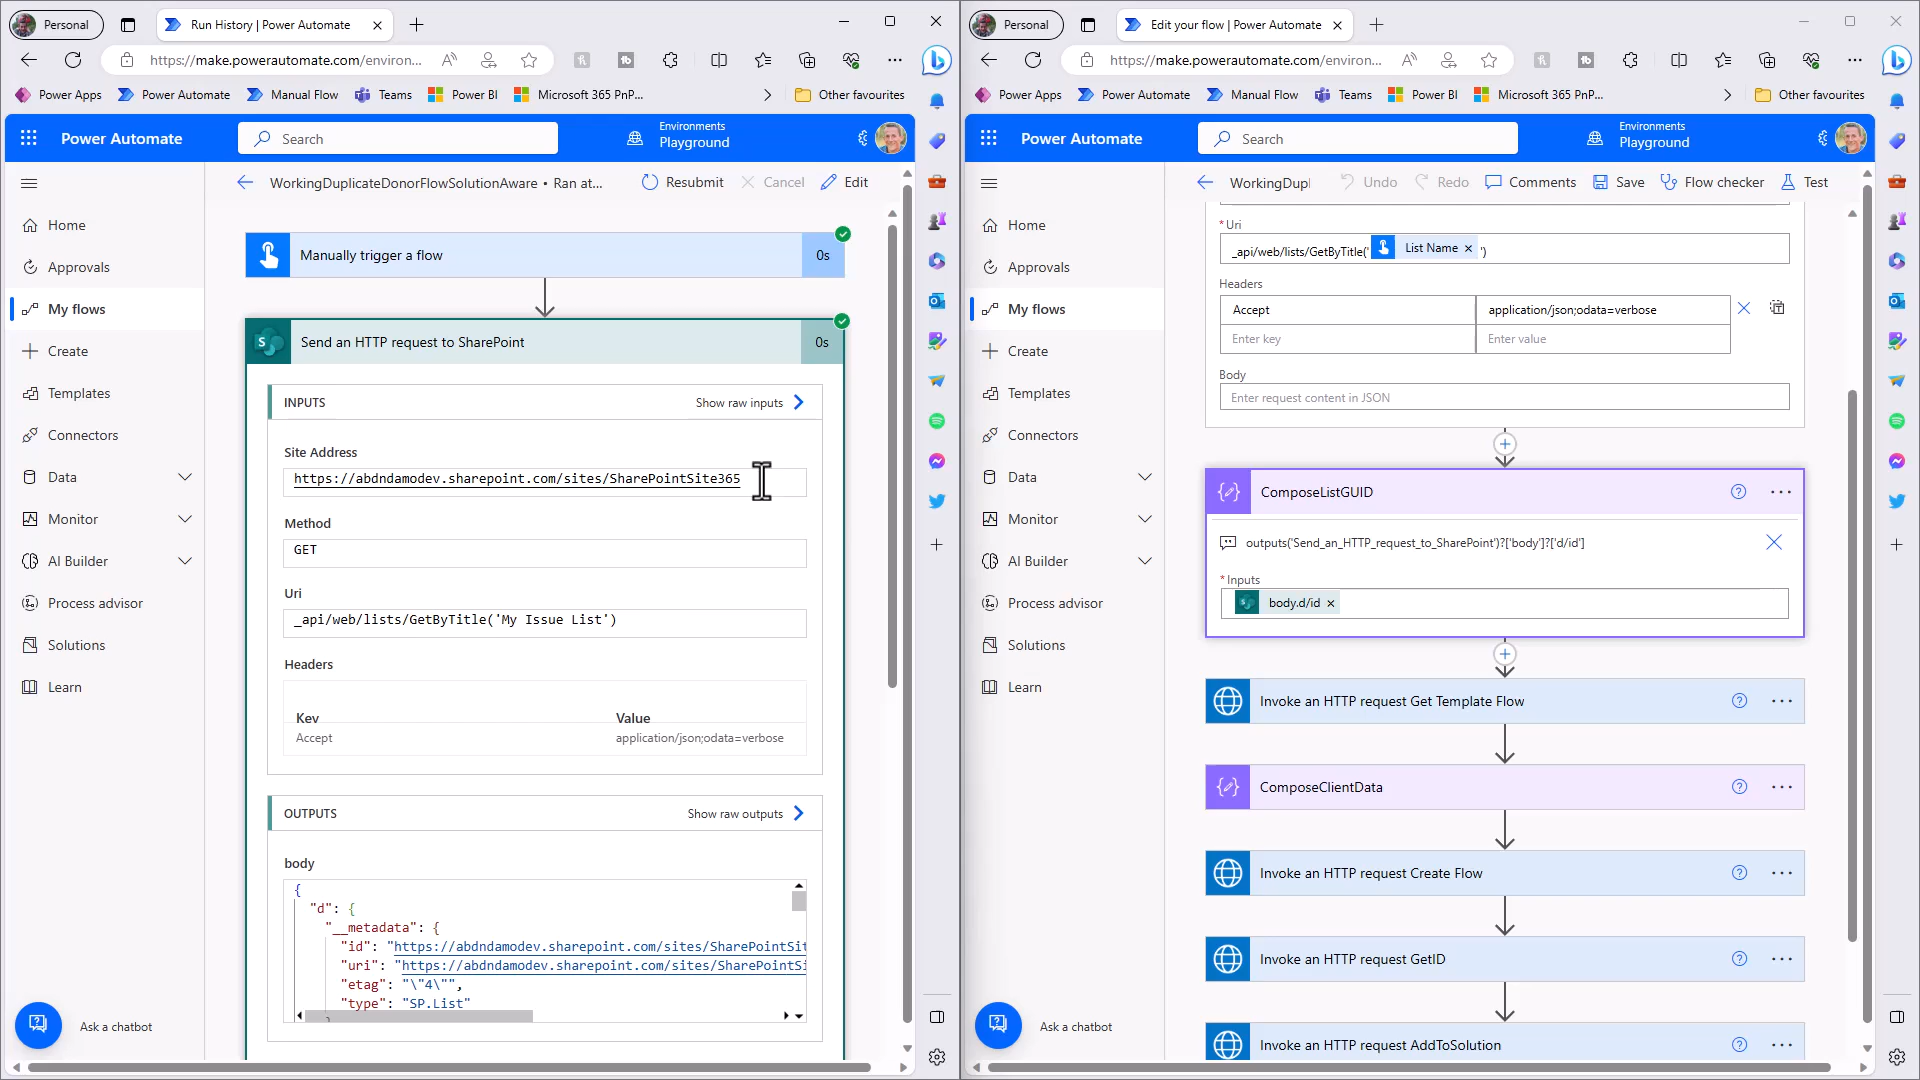 Personal
Run History | Power Automate
https://make.powerautomate.com/environ...
Power Apps
Power Automate
Manual Flow
Teams
Power BI
Microsoft 365 PnP...
Other favourites
Power Automate
Search
Environments
Playground
WorkingDuplicateDonorFlowSolutionAware • Ran at...
Resubmit
Cancel
Edit
Home
Approvals
My flows
Create
Templates
Connectors
Data
Monitor
AI Builder
Process advisor
Solutions
Learn
Ask a chatbot
Manually trigger a flow
0s
Send an HTTP request to SharePoint
0s
INPUTS
Show raw inputs
Site Address
https://abdndamodev.sharepoint.com/sites/SharePointSite365
Method
GET
Uri
_api/web/lists/GetByTitle('My Issue List')
Headers
Key Value
Accept application/json;odata=verbose
OUTPUTS
Show raw outputs
body
{
"d": {
"__metadata": {
"id": "https://abdndamodev.sharepoint.com/sites/SharePointSit
"uri": "https://abdndamodev.sharepoint.com/sites/SharePointSi
"etag": "\"4\"",
"type": "SP.List"
Personal
Edit your flow | Power Automate
https://make.powerautomate.com/environ...
Power Apps
Power Automate
Manual Flow
Teams
Power BI
Microsoft 365 PnP...
Other favourites
Power Automate
Search
Environments
Playground
WorkingDupl
Undo
Redo
Comments
Save
Flow checker
Test
Home
Approvals
My flows
Create
Templates
Connectors
Data
Monitor
AI Builder
Process advisor
Solutions
Learn
Ask a chatbot
* Uri
_api/web/lists/GetByTitle(' List Name × ')
Headers
Accept application/json;odata=verbose
Enter key Enter value
Body
Enter request content in JSON
ComposeListGUID
outputs('Send_an_HTTP_request_to_SharePoint')?['body']?['d/id']
* Inputs
body.d/id ×
Invoke an HTTP request Get Template Flow
ComposeClientData
Invoke an HTTP request Create Flow
Invoke an HTTP request GetID
Invoke an HTTP request AddToSolution